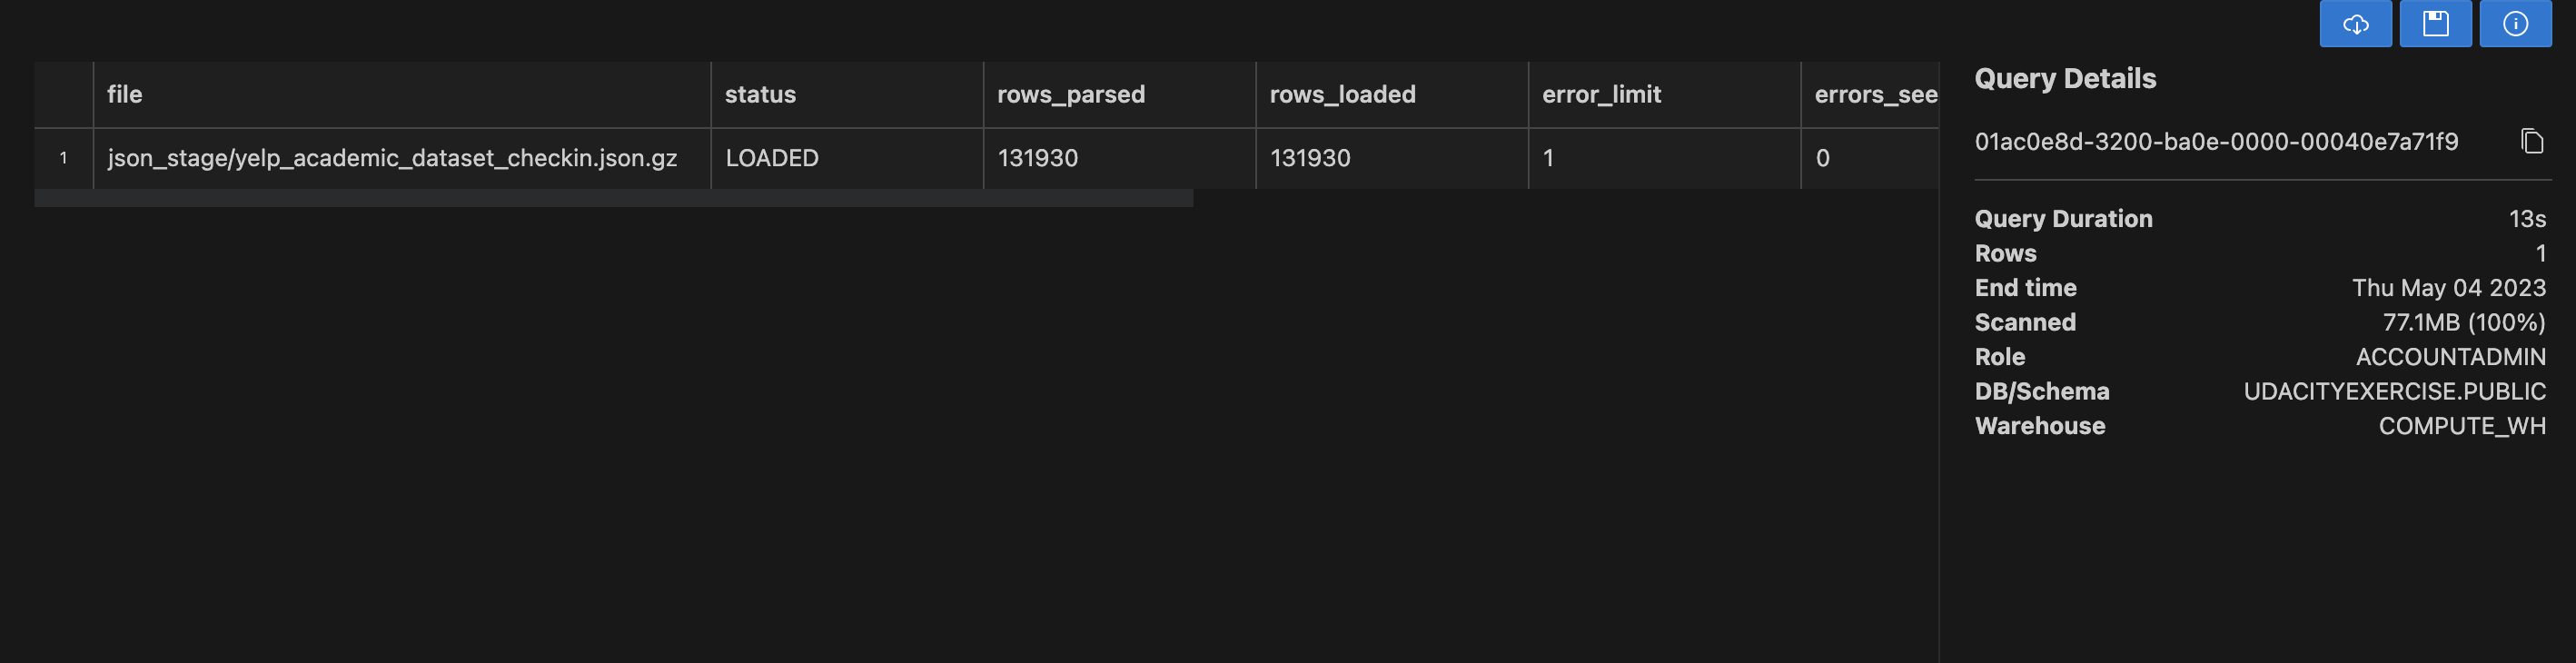 file status rows_parsed rows_loaded error_limit errors_see
1 json_stage/yelp_academic_dataset_checkin.json.gz LOADED 131930 131930 1 0
Query Details
01ac0e8d-3200-ba0e-0000-00040e7a71f9
Query Duration 13s
Rows 1
End time Thu May 04 2023
Scanned 77.1MB (100%)
Role ACCOUNTADMIN
DB/Schema UDACITYEXERCISE.PUBLIC
Warehouse COMPUTE_WH